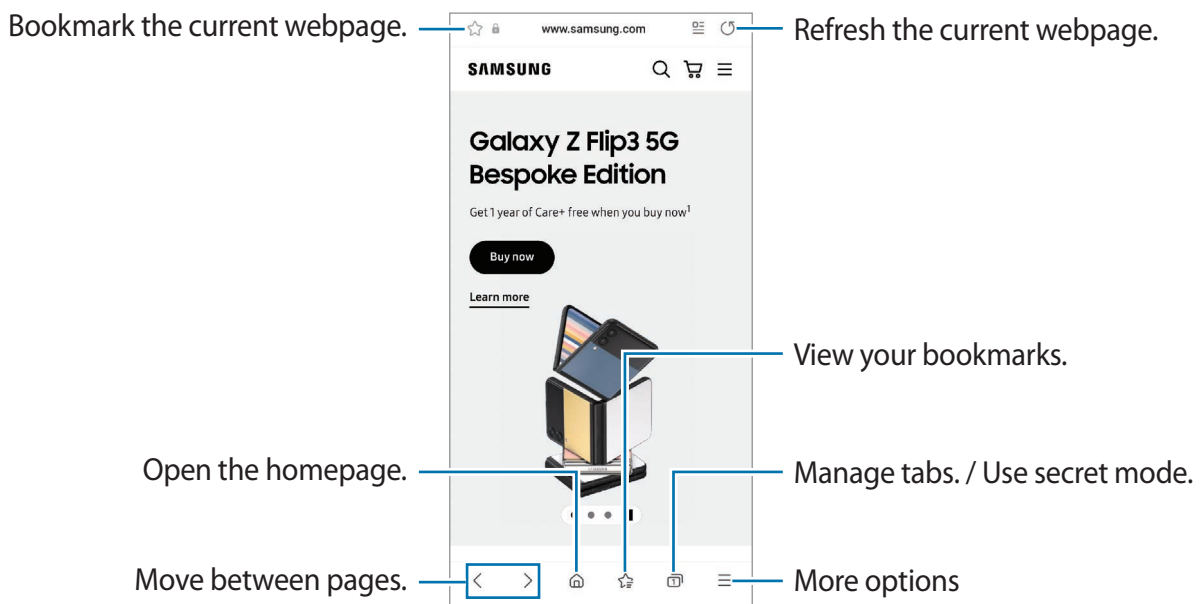 Bookmark the current webpage.
www.samsung.com
Refresh the current webpage.
SAMSUNG
Galaxy Z Flip3 5G
Bespoke Edition
Get 1 year of Care+ free when you buy now1
Buy now
Learn more
View your bookmarks.
Open the homepage.
Manage tabs. / Use secret mode.
Move between pages.
1
More options